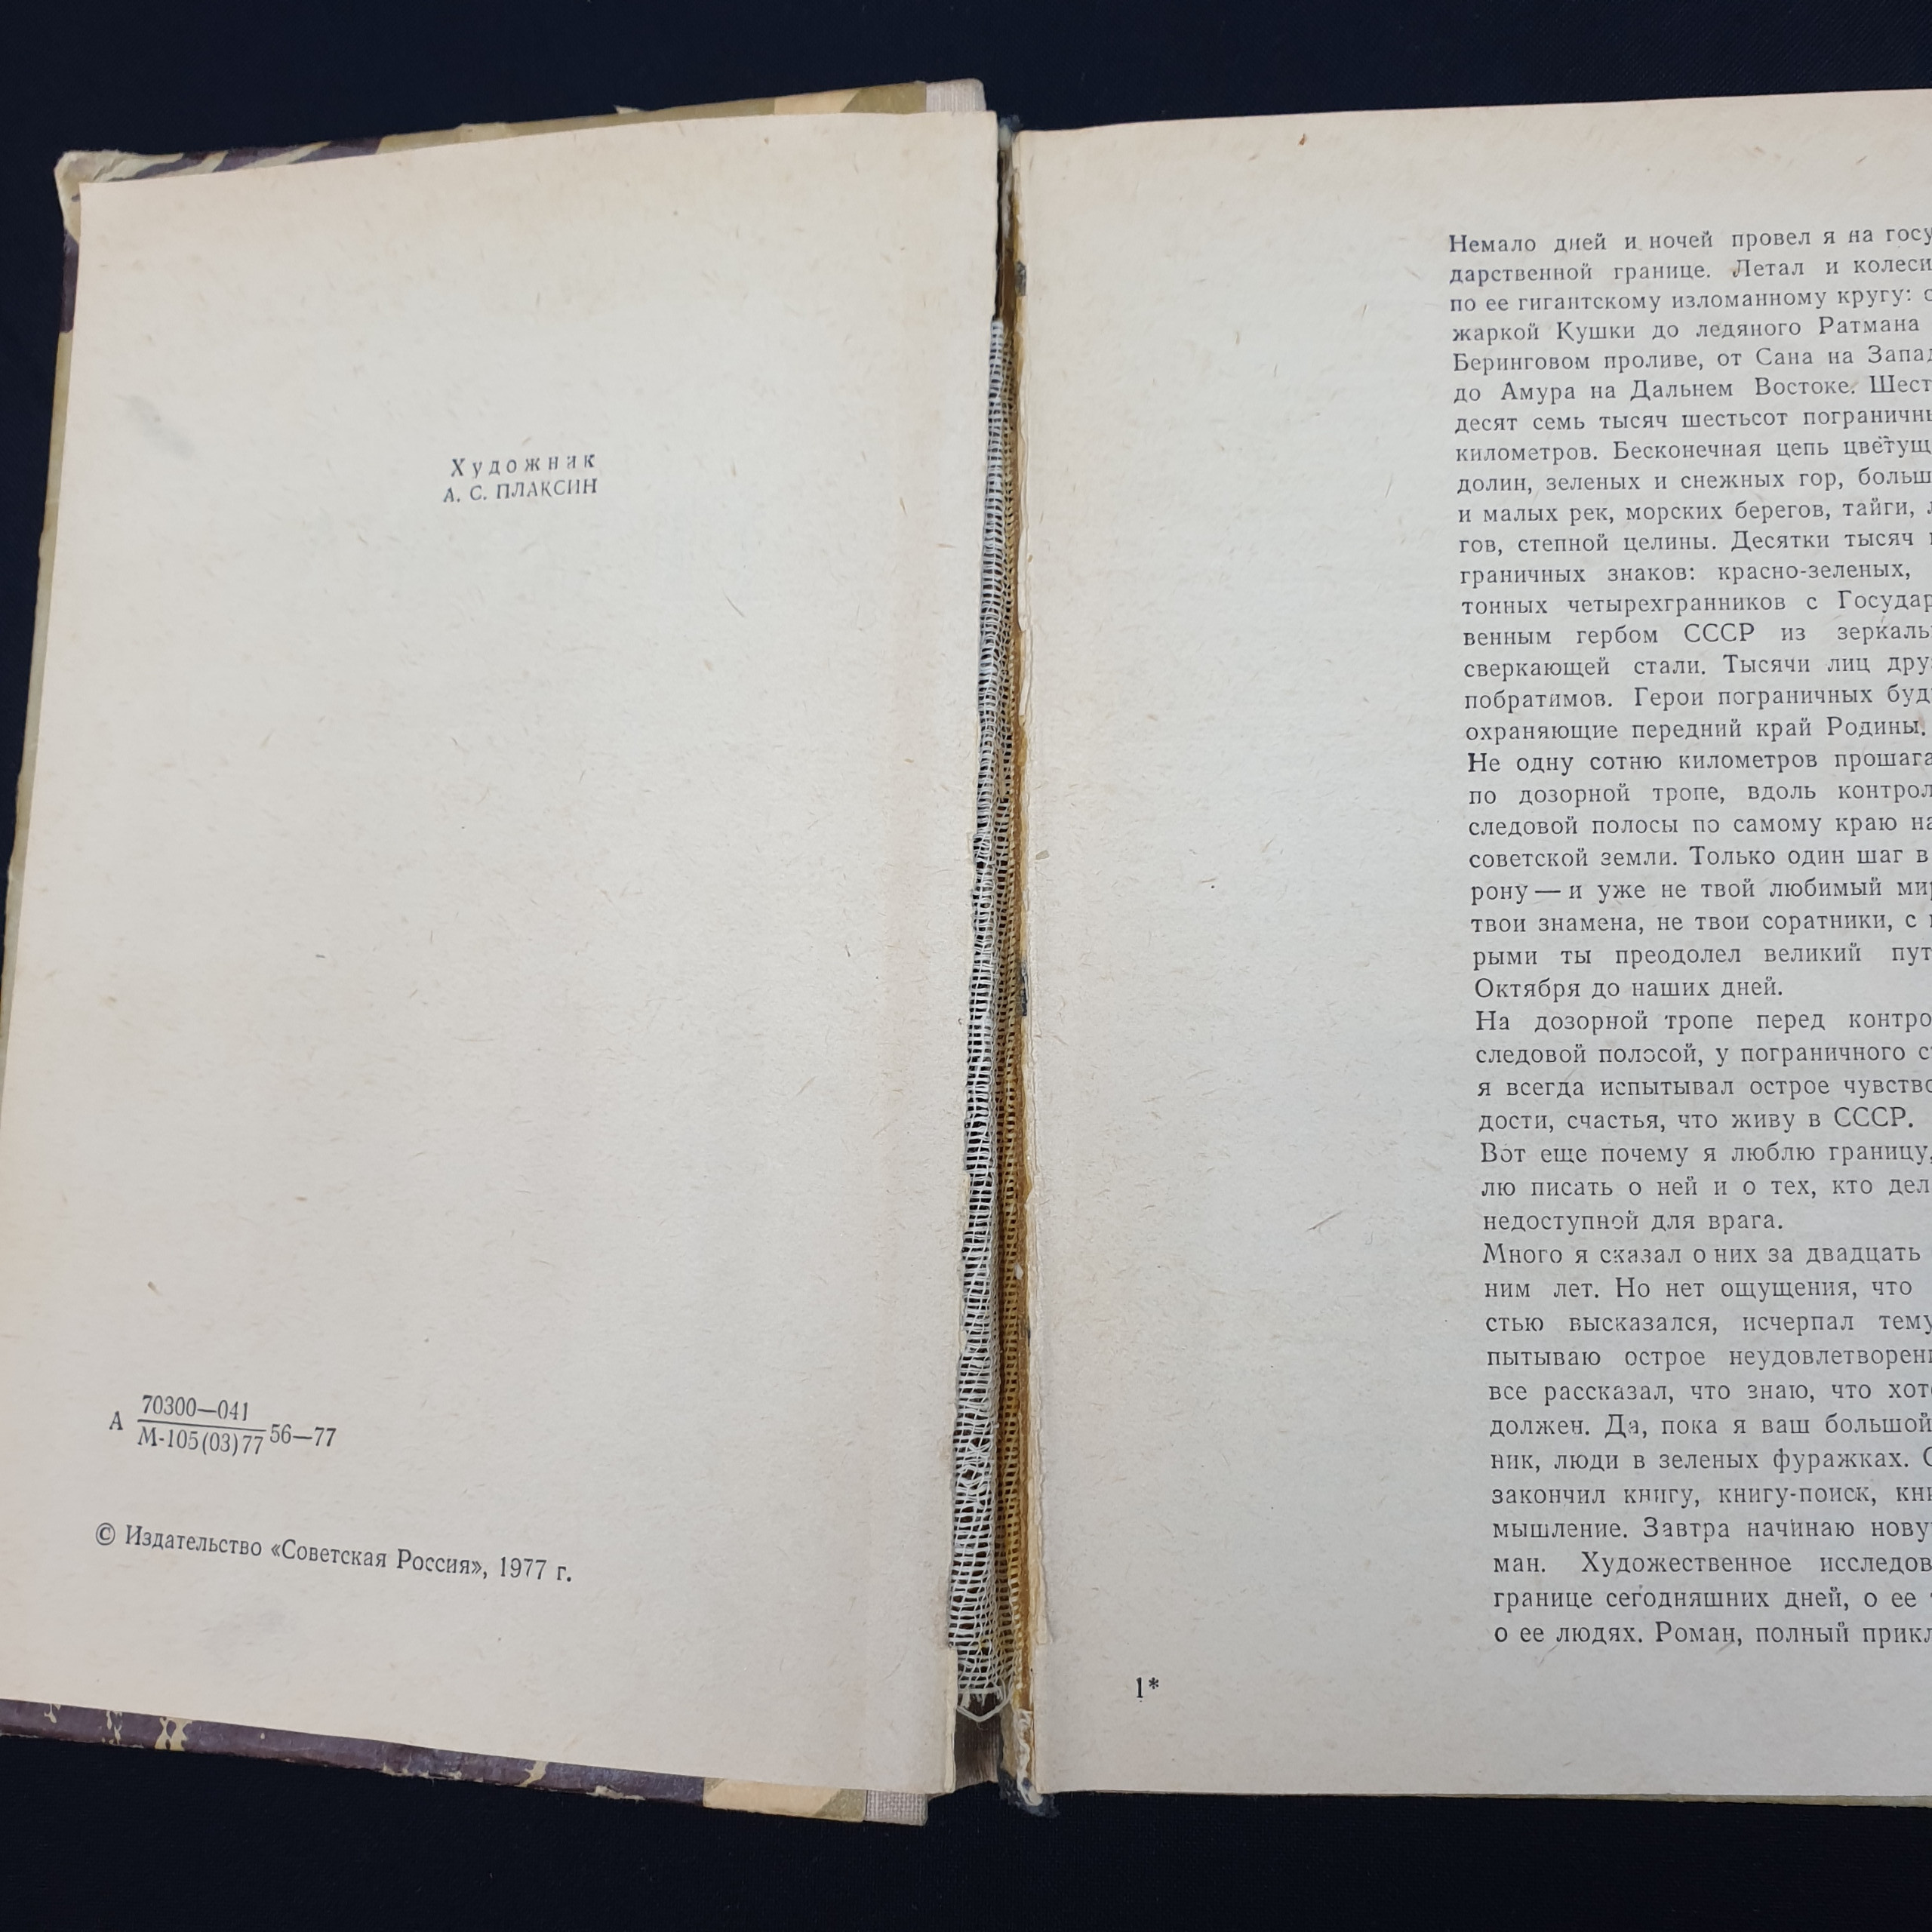 Художник
А. С. ПЛАКСИН
70300—041
А М-105(03)77 56—77
© Издательство «Советская Россия», 1977 г.
Немало дней и ночей провел я на госу
дарственной границе. Летал и колеси
по ее гигантскому изломанному кругу: о
жаркой Кушки до ледяного Ратмана
Беринговом проливе, от Сана на Запад
до Амура на Дальнем Востоке. Шест
десят семь тысяч шестьсот пограничны
километров. Бесконечная цепь цветущ
долин, зеленых и снежных гор, больш
и малых рек, морских берегов, тайги, л
гов, степной целины. Десятки тысяч
граничных знаков: красно-зеленых,
тонных четырехгранников с Государ
венным гербом СССР из зеркаль
сверкающей стали. Тысячи лиц дру
побратимов. Герои пограничных буд
охраняющие передний край Родины.
Не одну сотню километров прошага
по дозорной тропе, вдоль контрол
следовой полосы по самому краю на
советской земли. Только один шаг в
рону — и уже не твой любимый мир
твои знамена, не твои соратники, с
рыми ты преодолел великий пут
Октября до наших дней.
На дозорной тропе перед контро
следовой полосой, у пограничного с
я всегда испытывал острое чувство
дости, счастья, что живу в СССР.
Вот еще почему я люблю границу,
лю писать о ней и о тех, кто дел
недоступной для врага.
Много я сказал о них за двадцать
ним лет. Но нет ощущения, что
стью высказался, исчерпал тему
пытываю острое неудовлетворени
все рассказал, что знаю, что хоте
должен. Да, пока я ваш большой
ник, люди в зеленых фуражках. С
закончил книгу, книгу-поиск, кни
мышление. Завтра начинаю нову
ман. Художественное исследов
границе сегодняшних дней, о ее
о ее людях. Роман, полный прикл
1*